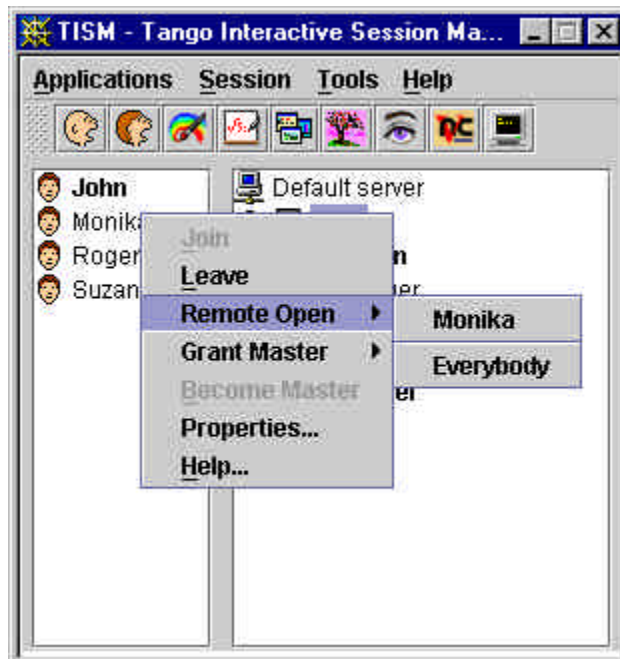 TISM - Tango Interactive Session Ma...
Applications Session Tools Help
John
Default server
Join
Leave
Remote Open
Monika
Grant Master
Everybody
Become Master
Properties...
Help...